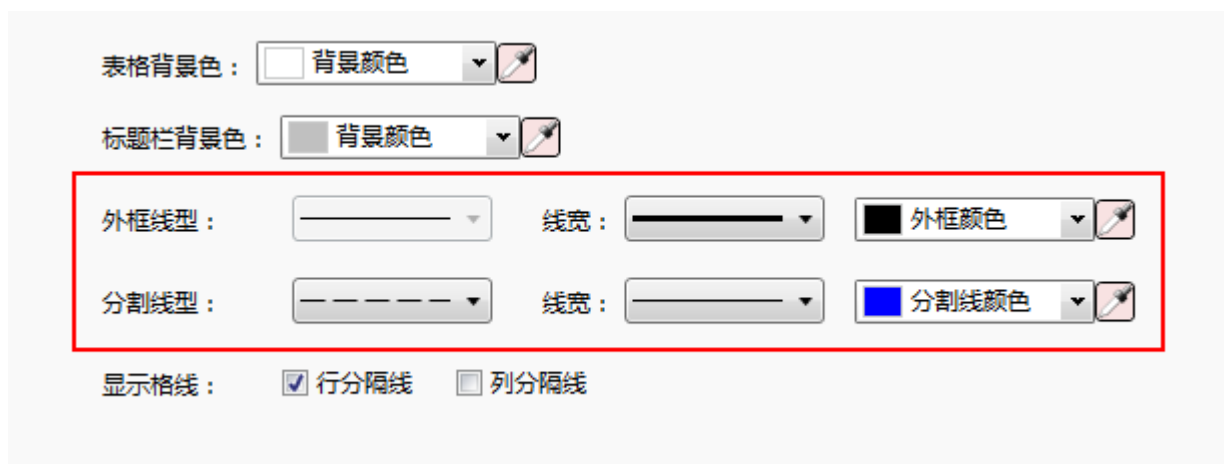 表格背景色： 背景颜色
标题栏背景色： 背景颜色
外框线型： 线宽： 外框颜色
分割线型： 线宽： 分割线颜色
显示格线： 行分隔线 列分隔线